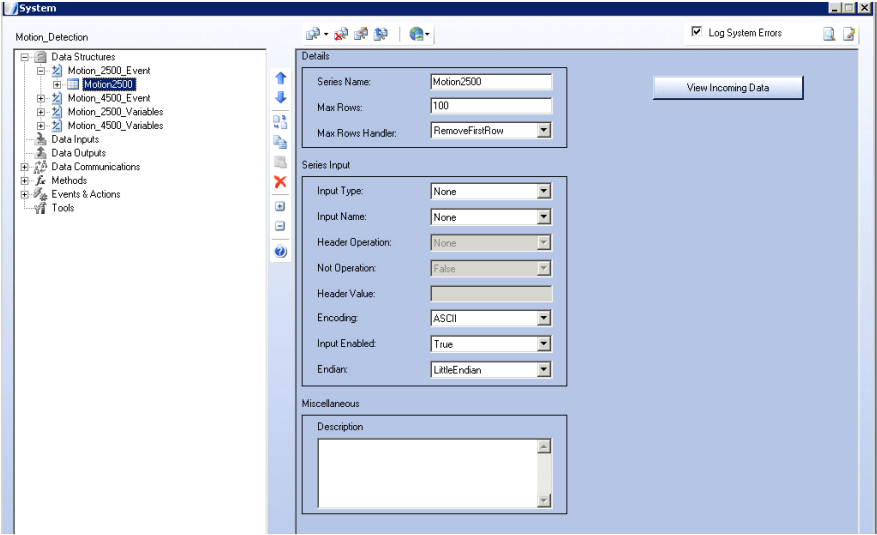 System
Motion_Detection
Log System Errors
Data Structures
Motion_2500_Event
Motion2500
Motion_4500_Event
Motion_2500_Variables
Motion_4500_Variables
Data Inputs
Data Outputs
Data Communications
Methods
Events & Actions
Tools
Details
Series Name: Motion2500
Max Rows: 100
Max Rows Handler: RemoveFirstRow
View Incoming Data
Series Input
Input Type: None
Input Name: None
Header Operation: None
Not Operation: False
Header Value:
Encoding: ASCII
Input Enabled: True
Endian: LittleEndian
Miscellaneous
Description